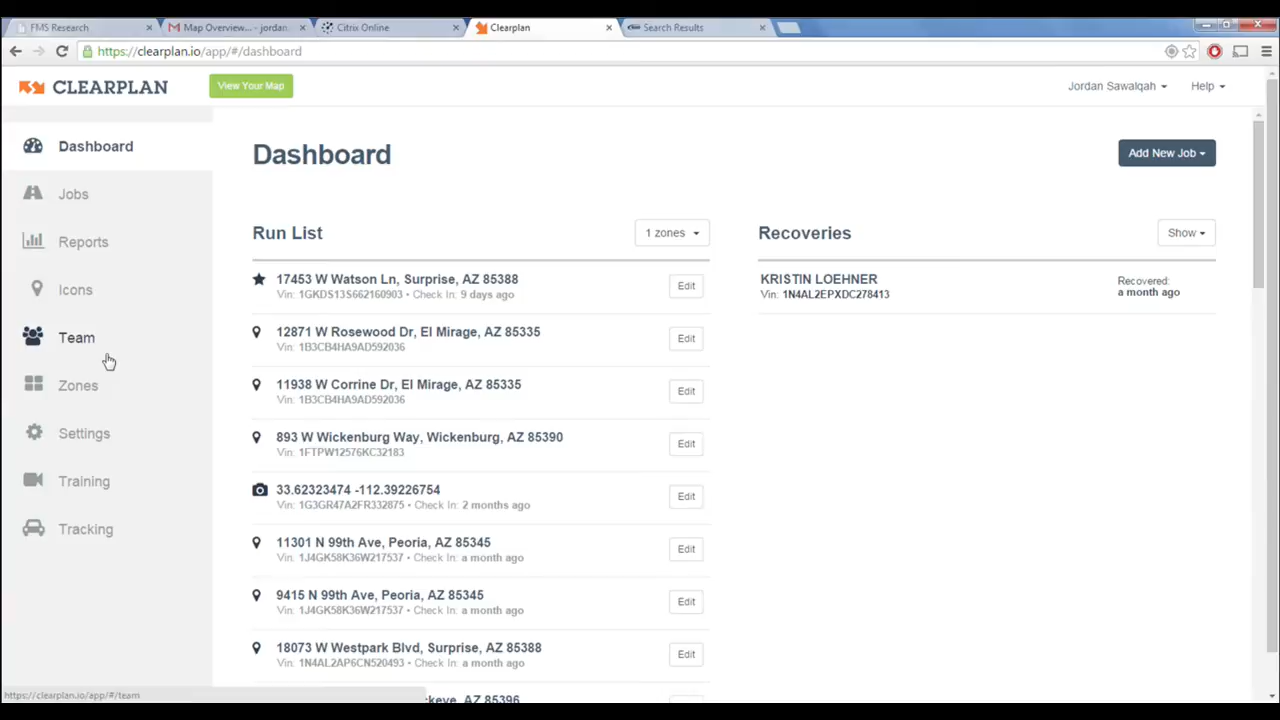 FMS Research
Map Overview... - jordan.
Citrix Online
Clearplan
Search Results
https://clearplan.io/app/#/dashboard
CLEARPLAN
View Your Map
Jordan Sawalqah
Help
Dashboard
Jobs
Reports
Icons
Team
Zones
Settings
Training
Tracking
Dashboard
Add New Job
Run List
1 zones
17453 W Watson Ln, Surprise, AZ 85388
Vin: 1GKDS13S662160903 • Check In: 9 days ago
Edit
12871 W Rosewood Dr, El Mirage, AZ 85335
Vin: 1B3CB4HA9AD592036
Edit
11938 W Corrine Dr, El Mirage, AZ 85335
Vin: 1B3CB4HA9AD592036
Edit
893 W Wickenburg Way, Wickenburg, AZ 85390
Vin: 1FTPW12576KC32183
Edit
33.62323474 -112.39226754
Vin: 1G3GR47A2FR332875 • Check In: 2 months ago
Edit
11301 N 99th Ave, Peoria, AZ 85345
Vin: 1J4GK58K36W217537 • Check In: a month ago
Edit
9415 N 99th Ave, Peoria, AZ 85345
Vin: 1J4GK58K36W217537 • Check In: a month ago
Edit
18073 W Westpark Blvd, Surprise, AZ 85388
Vin: 1N4AL2AP6CN520493 • Check In: a month ago
Edit
keye, AZ 85396
Recoveries
Show
KRISTIN LOEHNER
Vin: 1N4AL2EPXDC278413
Recovered:
a month ago
https://clearplan.io/app/#/team